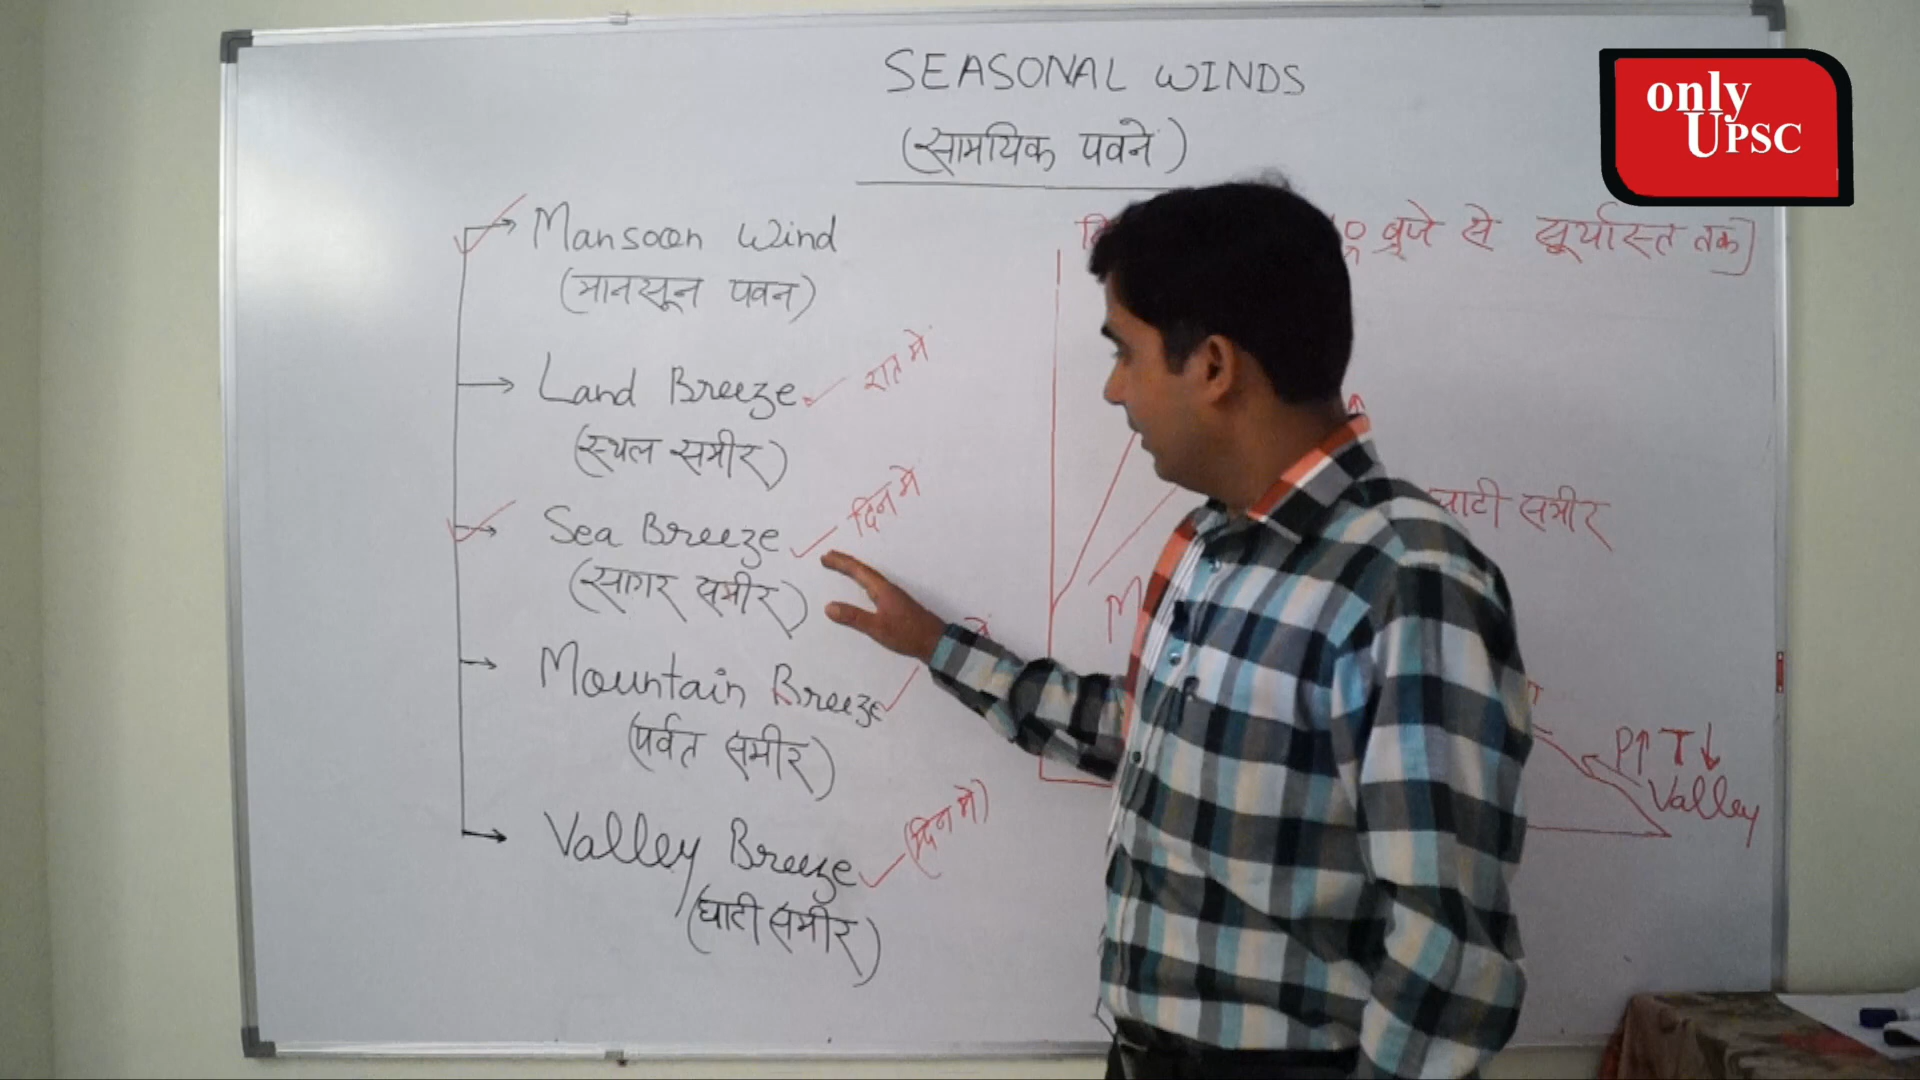 SEASONAL WINDS
(सामयिक पवनें)
only
UPSC
बजे से सूर्यास्त तक]
Mansoon Wind
(मानसून पवन)
Land Breeze
रात में
(स्थल समीर)
Sea Breeze
दिन में
(सागर समीर)
घाटी समीर
M
Mountain Breeze
(पर्वत समीर)
P↑ T↓
Valley
Valley Breeze
(दिन में)
(घाटी समीर)